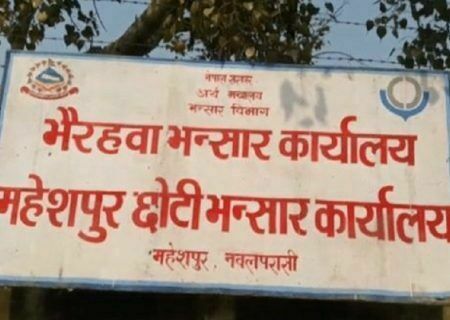 नेपाल सरकार
अर्थ मन्त्रालय
भन्सार विभाग
भैरहवा भन्सार कार्यालय
महेशपुर छोटी भन्सार कार्यालय
महेशपुर, नवलपरासी